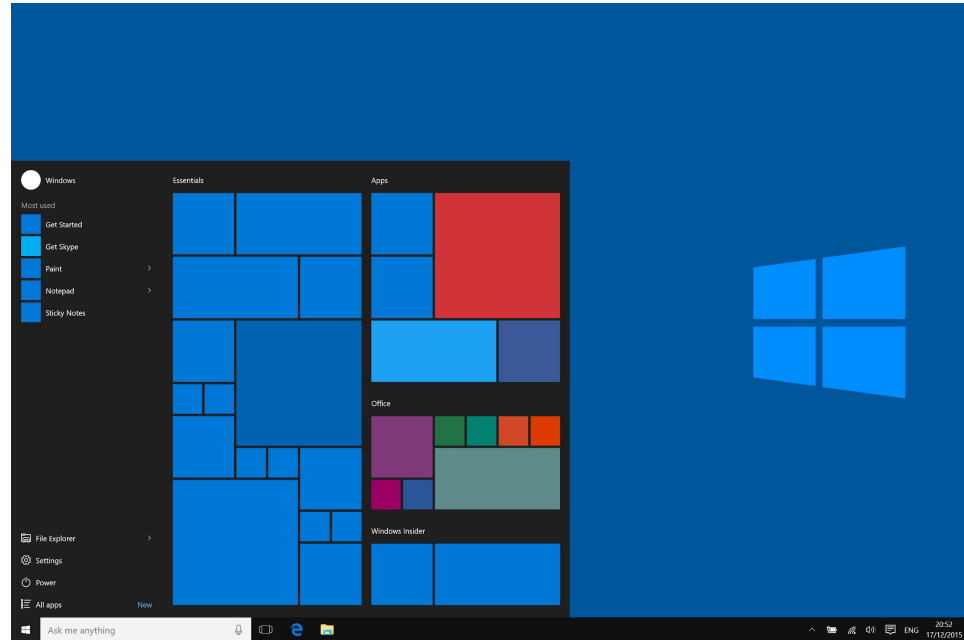 Windows
Most used
Get Started
Get Skype
Paint
Notepad
Sticky Notes
File Explorer
Settings
Power
All apps New
Essentials
Apps
Office
Windows Insider
Ask me anything
ENG
20:52
17/12/2015